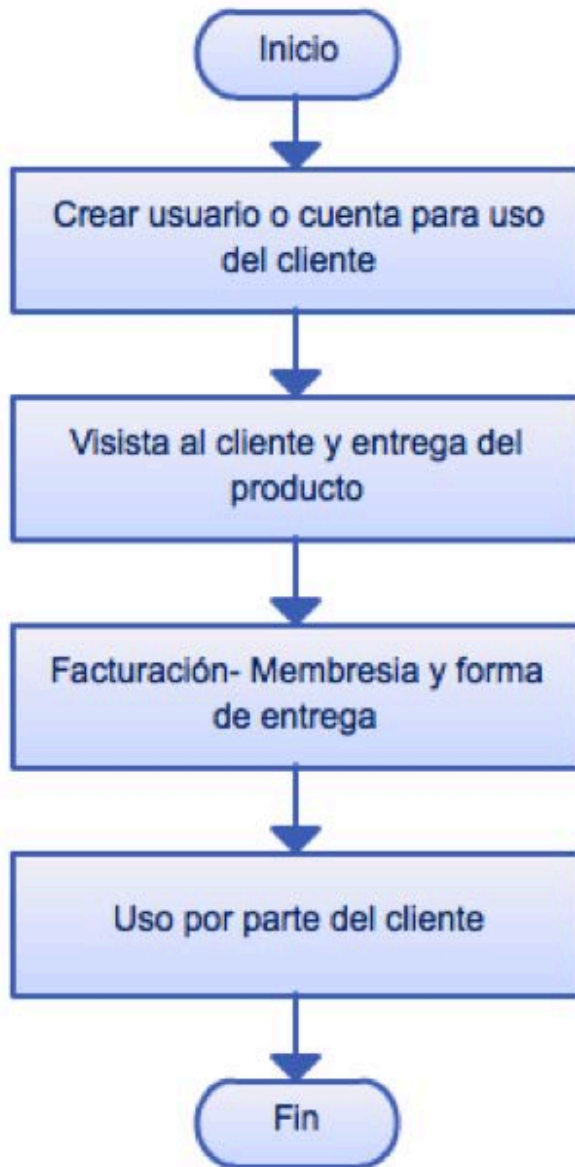 Inicio
Crear usuario o cuenta para uso
del cliente
Visista al cliente y entrega del
producto
Facturación- Membresia y forma
de entrega
Uso por parte del cliente
Fin